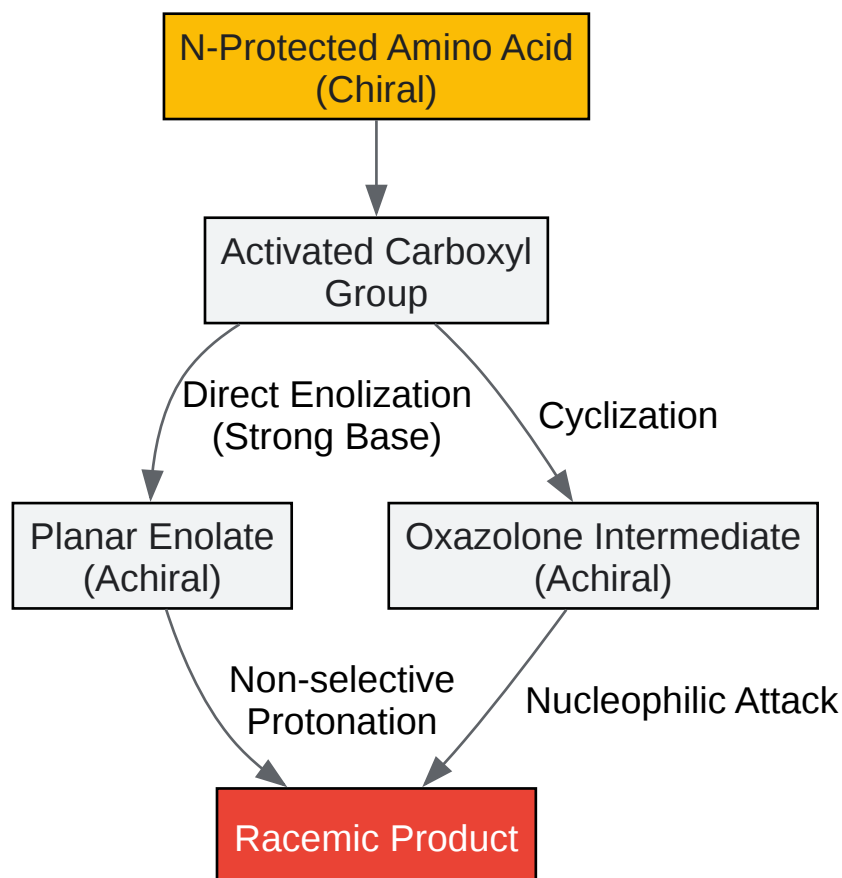 N-Protected Amino Acid
(Chiral)
Activated Carboxyl
Group
Direct Enolization
(Strong Base)
Cyclization
Planar Enolate
(Achiral)
Oxazolone Intermediate
(Achiral)
Non-selective
Protonation
Nucleophilic Attack
Racemic Product